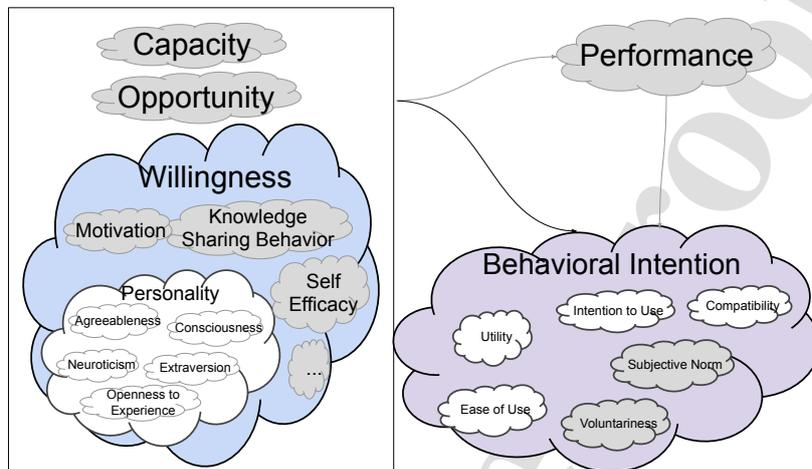 Capacity
Opportunity
Performance
Willingness
Motivation
Knowledge
Sharing Behavior
Self
Efficacy
Personality
Agreeableness
Consciousness
Neuroticism
Extraversion
Openness to
Experience
...
Behavioral Intention
Intention to Use
Compatibility
Utility
Subjective Norm
Ease of Use
Voluntariness